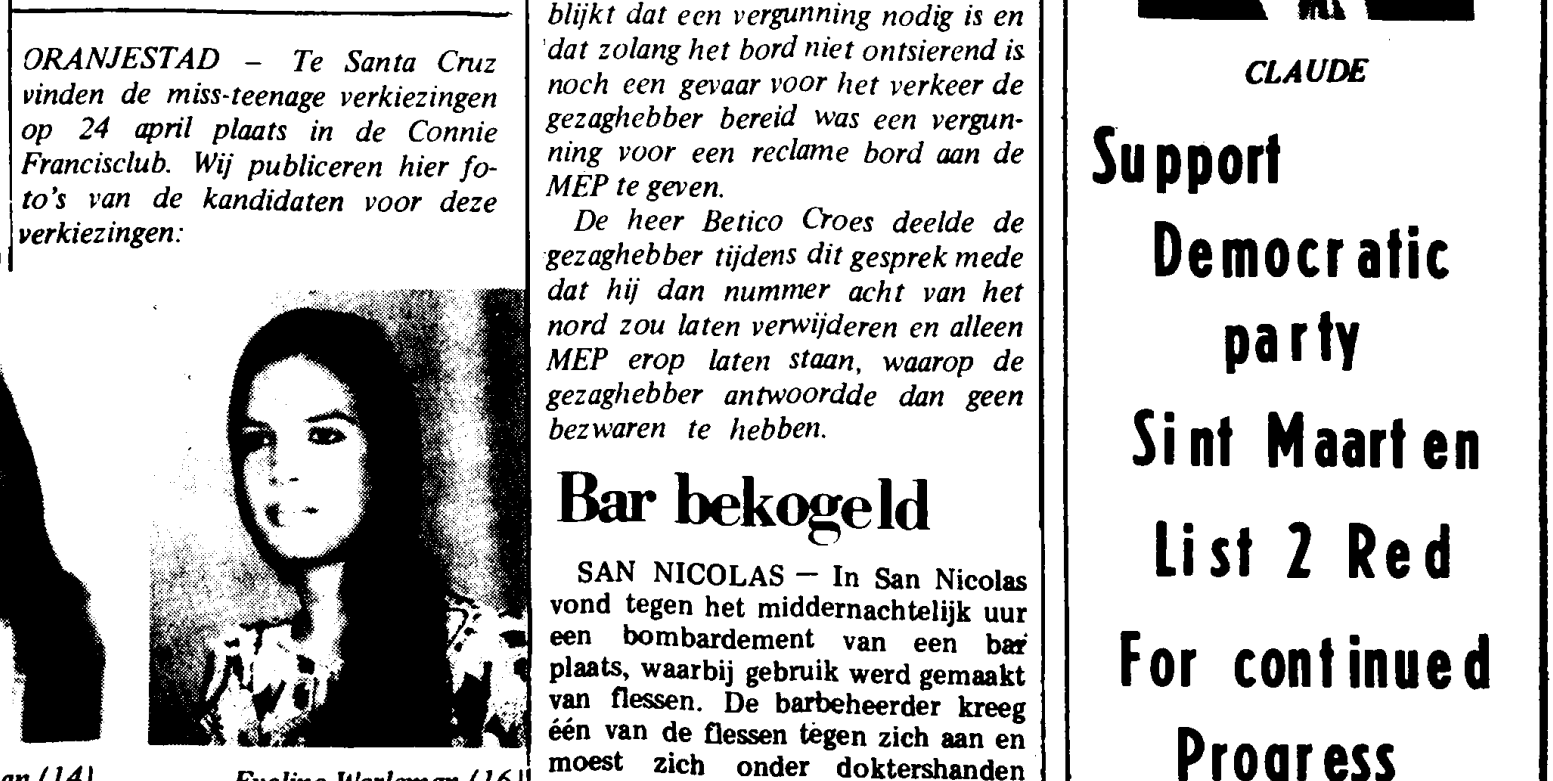 ORANJESTAD – Te Santa Cruz
vinden de miss-teenage verkiezingen
op 24 april plaats in de Connie
Francisclub. Wij publiceren hier fo-
to's van de kandidaten voor deze
verkiezingen:
an (14)
Eveline Werleman (16)
blijkt dat een vergunning nodig is en
dat zolang het bord niet ontsierend is
noch een gevaar voor het verkeer de
gezaghebber bereid was een vergun-
ning voor een reclame bord aan de
MEP te geven.
De heer Betico Croes deelde de
gezaghebber tijdens dit gesprek mede
dat hij dan nummer acht van het
nord zou laten verwijderen en alleen
MEP erop laten staan, waarop de
gezaghebber antwoordde dan geen
bezwaren te hebben.
Bar bekogeld
SAN NICOLAS — In San Nicolas
vond tegen het middernachtelijk uur
een bombardement van een bar
plaats, waarbij gebruik werd gemaakt
van flessen. De barbeheerder kreeg
één van de flessen tegen zich aan en
moest zich onder doktershanden
CLAUDE
Support
Democratic
party
Sint Maarten
List 2 Red
For continued
Progress